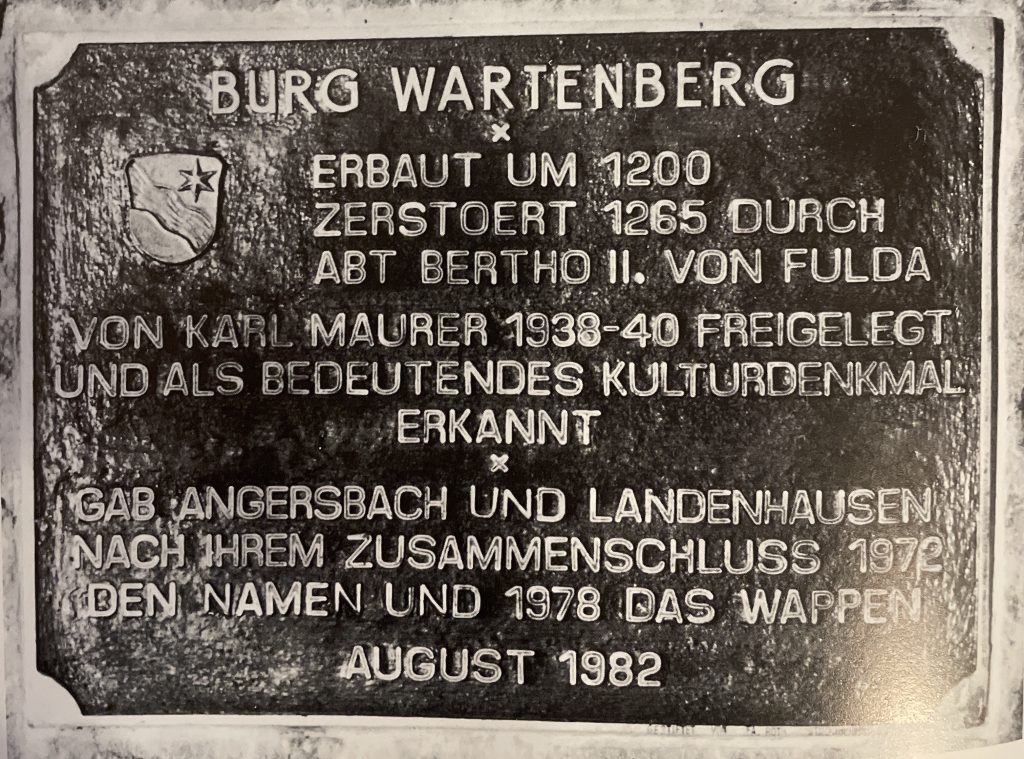 BURG WARTENBERG
×
ERBAUT UM 1200
ZERSTOERT 1265 DURCH
ABT BERTHO II. VON FULDA
VON KARL MAURER 1938-40 FREIGELEGT
UND ALS BEDEUTENDES KULTURDENKMAL
ERKANNT
×
GAB ANGERSBACH UND LANDENHAUSEN
NACH IHREM ZUSAMMENSCHLUSS 1972
DEN NAMEN UND 1978 DAS WAPPEN
AUGUST 1982